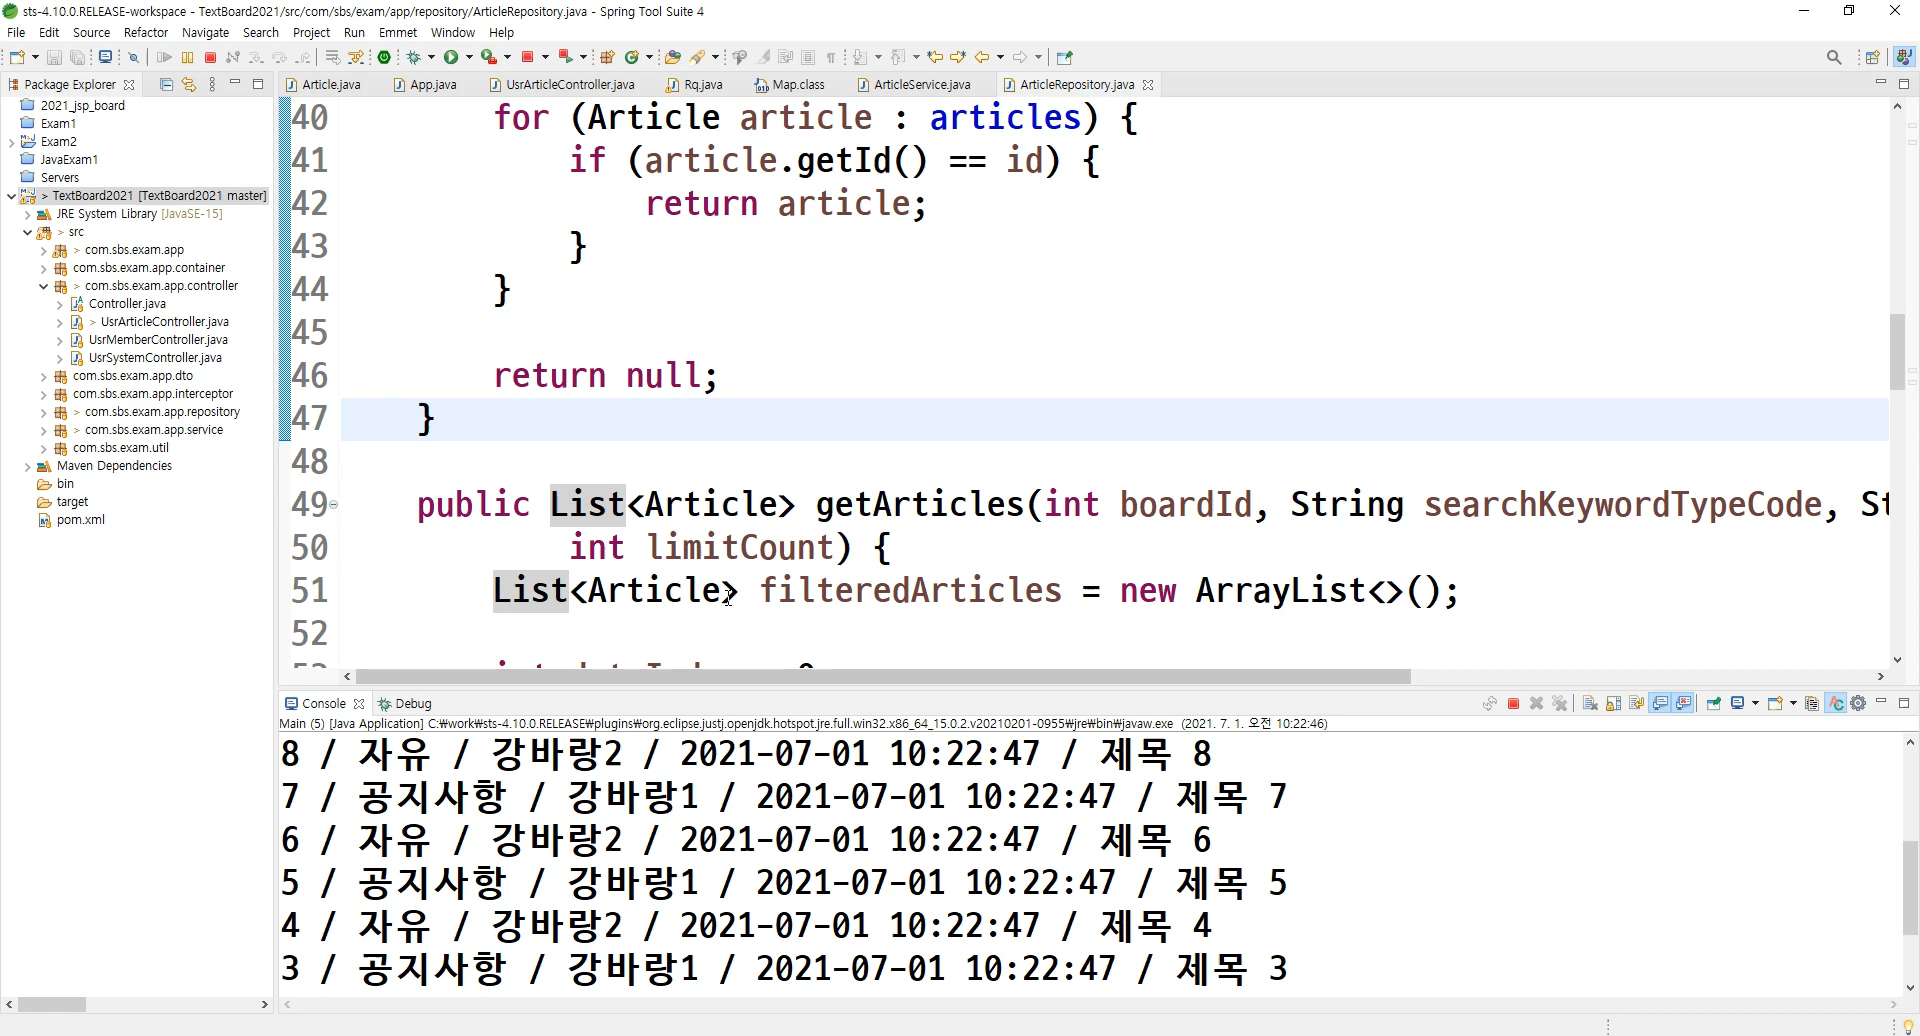 sts-4.10.0.RELEASE-workspace - TextBoard2021/src/com/sbs/exam/app/repository/ArticleRepository.java - Spring Tool Suite 4
File Edit Source Refactor Navigate Search Project Run Emmet Window Help
Package Explorer
Article.java App.java UsrArticleController.java Rq.java Map.class ArticleService.java ArticleRepository.java
2021_jsp_board
Exam1
Exam2
JavaExam1
Servers
> TextBoard2021 [TextBoard2021 master]
JRE System Library [JavaSE-15]
> src
> com.sbs.exam.app
com.sbs.exam.app.container
> com.sbs.exam.app.controller
Controller.java
> UsrArticleController.java
UsrMemberController.java
UsrSystemController.java
com.sbs.exam.app.dto
com.sbs.exam.app.interceptor
> com.sbs.exam.app.repository
> com.sbs.exam.app.service
com.sbs.exam.util
Maven Dependencies
bin
target
pom.xml
40 for (Article article : articles) {
41 if (article.getId() == id) {
42 return article;
43 }
44 }
45
46 return null;
47 }
48
49 public List<Article> getArticles(int boardId, String searchKeywordTypeCode, St
50 int limitCount) {
51 List<Article> filteredArticles = new ArrayList<>();
52
Console Debug
Main (5) [Java Application] C:₩work₩sts-4.10.0.RELEASE₩plugins₩org.eclipse.justj.openjdk.hotspot.jre.full.win32.x86_64_15.0.2.v20210201-0955₩jre₩bin₩javaw.exe (2021. 7. 1. 오전 10:22:46)
8 / 자유 / 강바랑2 / 2021-07-01 10:22:47 / 제목 8
7 / 공지사항 / 강바랑1 / 2021-07-01 10:22:47 / 제목 7
6 / 자유 / 강바랑2 / 2021-07-01 10:22:47 / 제목 6
5 / 공지사항 / 강바랑1 / 2021-07-01 10:22:47 / 제목 5
4 / 자유 / 강바랑2 / 2021-07-01 10:22:47 / 제목 4
3 / 공지사항 / 강바랑1 / 2021-07-01 10:22:47 / 제목 3